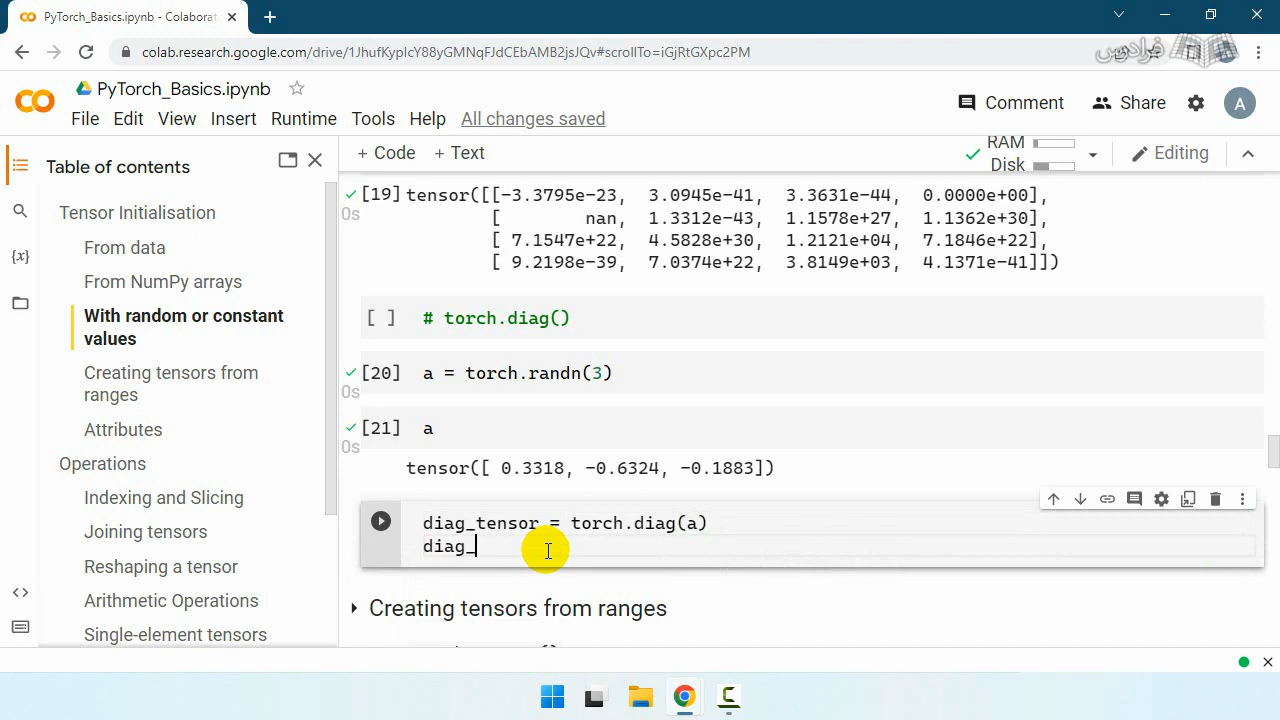 PyTorch_Basics.ipynb - Colaborat
colab.research.google.com/drive/1JhufKyplcY88yGMNqFJdCEbAMB2jsJQv#scrollTo=iGjRtGXpc2PM
فرادرس
PyTorch_Basics.ipynb
File Edit View Insert Runtime Tools Help All changes saved
Comment Share A
Table of contents
+ Code + Text
RAM
Disk
Editing
Tensor Initialisation
From data
From NumPy arrays
With random or constant
values
Creating tensors from
ranges
Attributes
Operations
Indexing and Slicing
Joining tensors
Reshaping a tensor
Arithmetic Operations
Single-element tensors
[19] tensor([[-3.3795e-23, 3.0945e-41, 3.3631e-44, 0.0000e+00],
0s
[ nan, 1.3312e-43, 1.1578e+27, 1.1362e+30],
[ 7.1547e+22, 4.5828e+30, 1.2121e+04, 7.1846e+22],
[ 9.2198e-39, 7.0374e+22, 3.8149e+03, 4.1371e-41]])
[ ] # torch.diag()
[20] a = torch.randn(3)
0s
[21] a
0s
tensor([ 0.3318, -0.6324, -0.1883])
diag_tensor = torch.diag(a)
diag_
Creating tensors from ranges